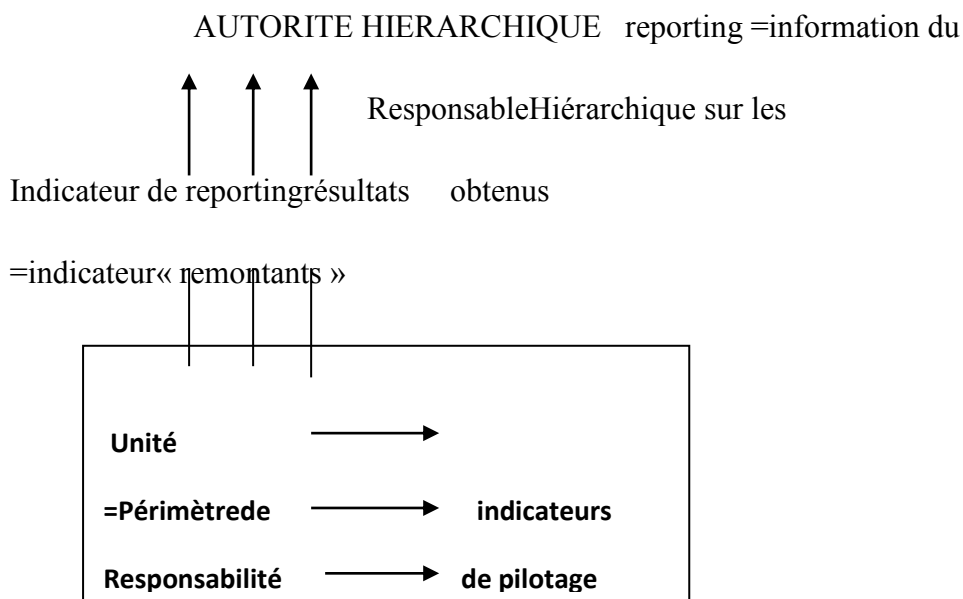 AUTORITE HIERARCHIQUE reporting =information du
ResponsableHiérarchique sur les
Indicateur de reportingrésultats obtenus
=indicateur« remontants »
Unité
=Périmètrede indicateurs
Responsabilité de pilotage